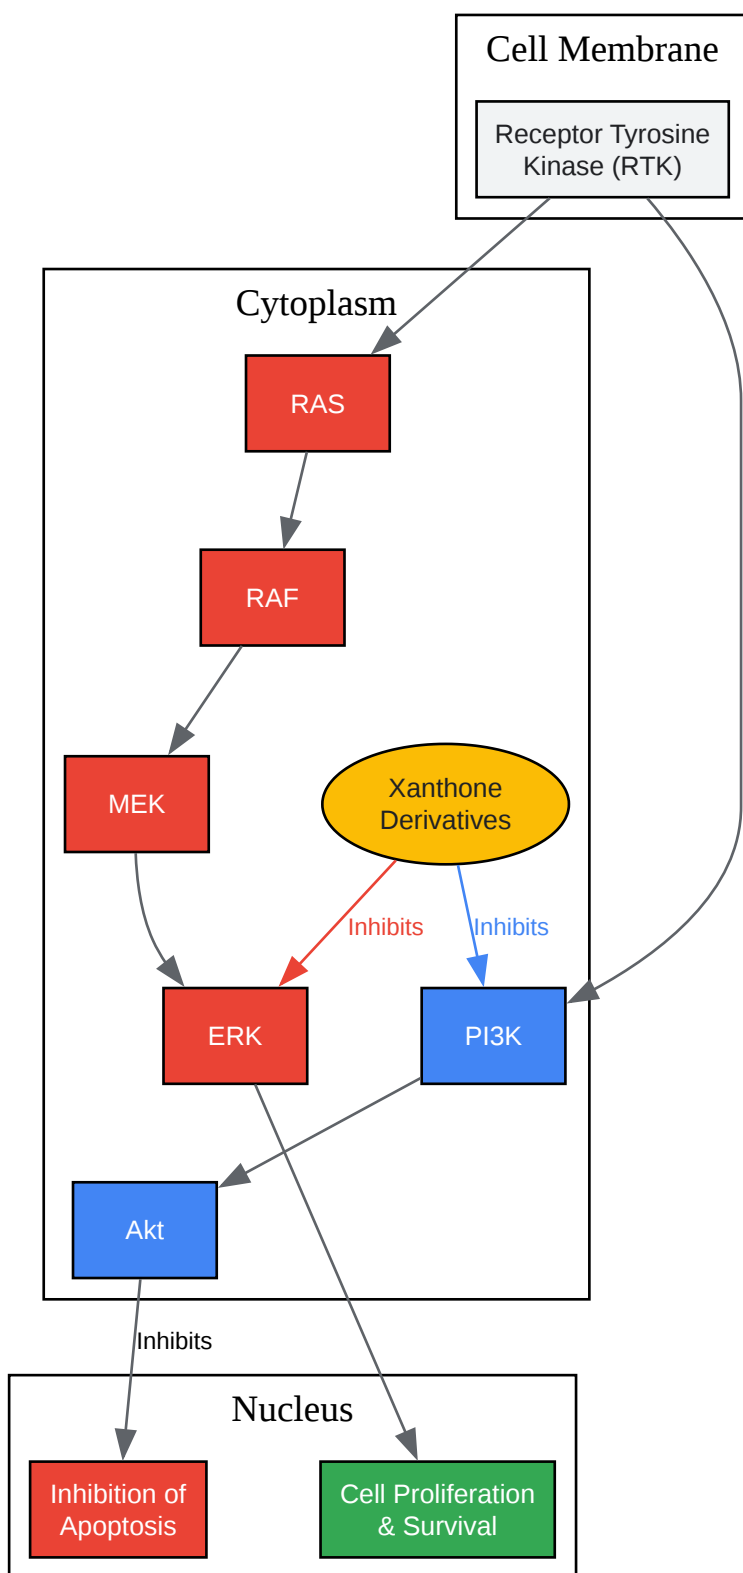 Cell Membrane
Receptor Tyrosine
Kinase (RTK)
Cytoplasm
RAS
RAF
MEK
Xanthone
Derivatives
Inhibits
Inhibits
ERK
PI3K
Akt
Inhibits
Nucleus
Inhibition of
Apoptosis
Cell Proliferation
& Survival